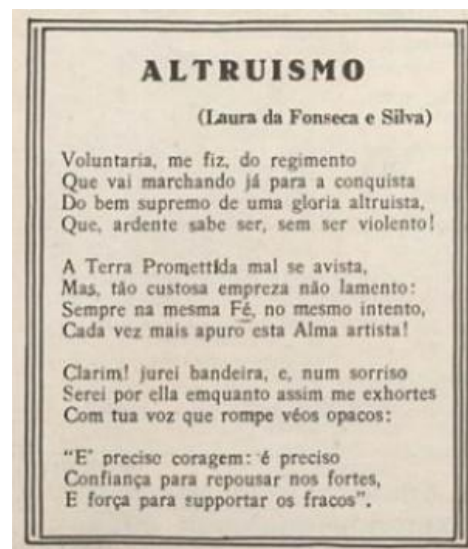 ALTRUISMO
(Laura da Fonseca e Silva)
Voluntaria, me fiz, do regimento
Que vai marchando já para a conquista
Do bem supremo de uma gloria altruista,
Que, ardente sabe ser, sem ser violento!
A Terra Promettida mal se avista,
Mas, tão custosa empreza não lamento:
Sempre na mesma Fé, no mesmo intento,
Cada vez mais apuro esta Alma artista!
Clarim! jurei bandeira, e, num sorriso
Serei por ella emquanto assim me exhortes
Com tua voz que rompe véos opacos:
"E' preciso coragem: é preciso
Confiança para repousar nos fortes,
E força para supportar os fracos".